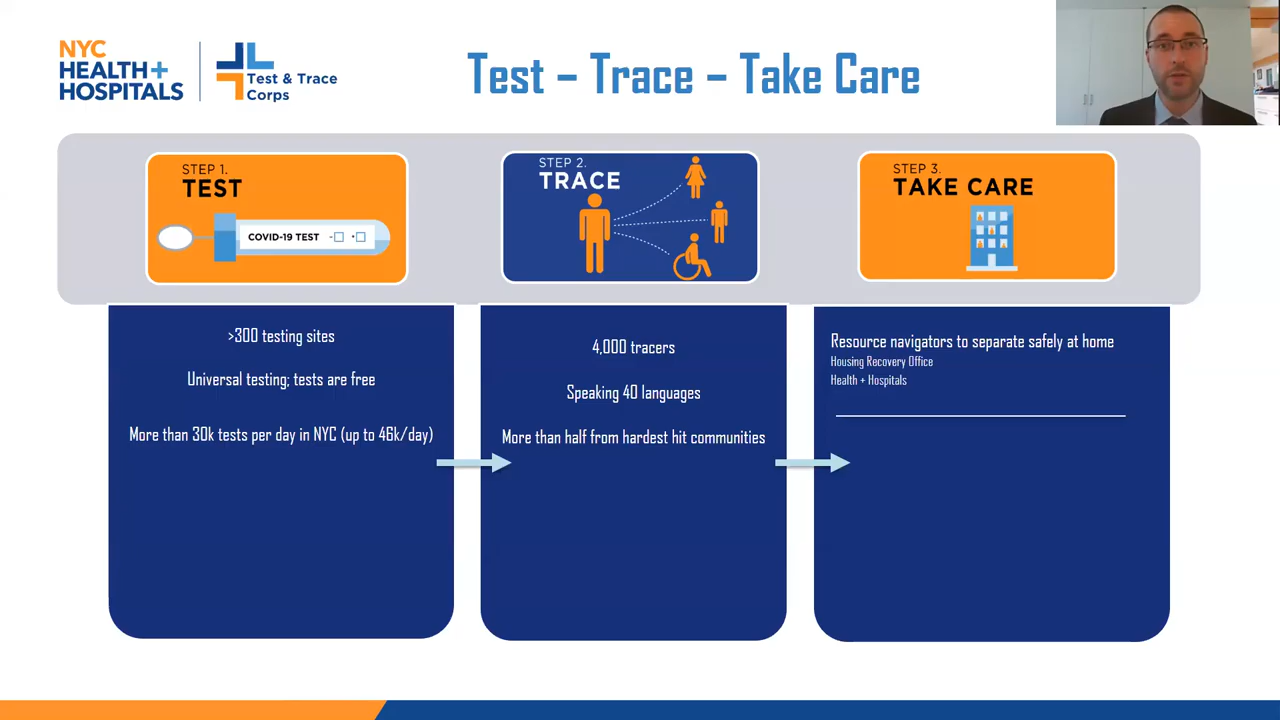 NYC
HEALTH+
HOSPITALS
Test & Trace
Corps
Test – Trace – Take Care
STEP 1.
TEST
COVID-19 TEST
STEP 2.
TRACE
STEP 3.
TAKE CARE
>300 testing sites
Universal testing; tests are free
More than 30k tests per day in NYC (up to 46k/day)
4,000 tracers
Speaking 40 languages
More than half from hardest hit communities
Resource navigators to separate safely at home
Housing Recovery Office
Health + Hospitals